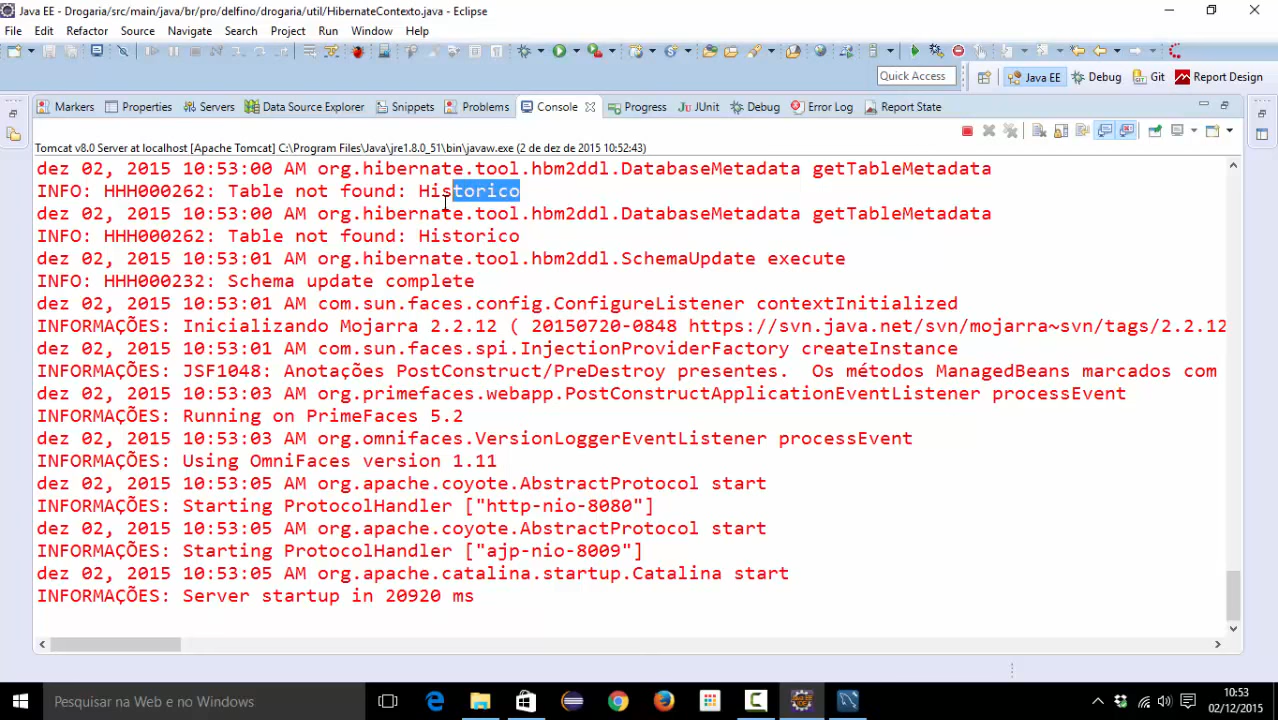 Java EE - Drogaria/src/main/java/br/pro/delfino/drogaria/util/HibernateContexto.java - Eclipse
File Edit Refactor Source Navigate Search Project Run Window Help
Quick Access Java EE Debug Git Report Design
Markers Properties Servers Data Source Explorer Snippets Problems Console Progress JUnit Debug Error Log Report State
Tomcat v8.0 Server at localhost [Apache Tomcat] C:\Program Files\Java\jre1.8.0_51\bin\javaw.exe (2 de dez de 2015 10:52:43)
dez 02, 2015 10:53:00 AM org.hibernate.tool.hbm2ddl.DatabaseMetadata getTableMetadata
INFO: HHH000262: Table not found: Historico
dez 02, 2015 10:53:00 AM org.hibernate.tool.hbm2ddl.DatabaseMetadata getTableMetadata
INFO: HHH000262: Table not found: Historico
dez 02, 2015 10:53:01 AM org.hibernate.tool.hbm2ddl.SchemaUpdate execute
INFO: HHH000232: Schema update complete
dez 02, 2015 10:53:01 AM com.sun.faces.config.ConfigureListener contextInitialized
INFORMAÇÕES: Inicializando Mojarra 2.2.12 ( 20150720-0848 https://svn.java.net/svn/mojarra~svn/tags/2.2.12
dez 02, 2015 10:53:01 AM com.sun.faces.spi.InjectionProviderFactory createInstance
INFORMAÇÕES: JSF1048: Anotações PostConstruct/PreDestroy presentes. Os métodos ManagedBeans marcados com
dez 02, 2015 10:53:03 AM org.primefaces.webapp.PostConstructApplicationEventListener processEvent
INFORMAÇÕES: Running on PrimeFaces 5.2
dez 02, 2015 10:53:03 AM org.omnifaces.VersionLoggerEventListener processEvent
INFORMAÇÕES: Using OmniFaces version 1.11
dez 02, 2015 10:53:05 AM org.apache.coyote.AbstractProtocol start
INFORMAÇÕES: Starting ProtocolHandler ["http-nio-8080"]
dez 02, 2015 10:53:05 AM org.apache.coyote.AbstractProtocol start
INFORMAÇÕES: Starting ProtocolHandler ["ajp-nio-8009"]
dez 02, 2015 10:53:05 AM org.apache.catalina.startup.Catalina start
INFORMAÇÕES: Server startup in 20920 ms
Pesquisar na Web e no Windows
10:53
02/12/2015